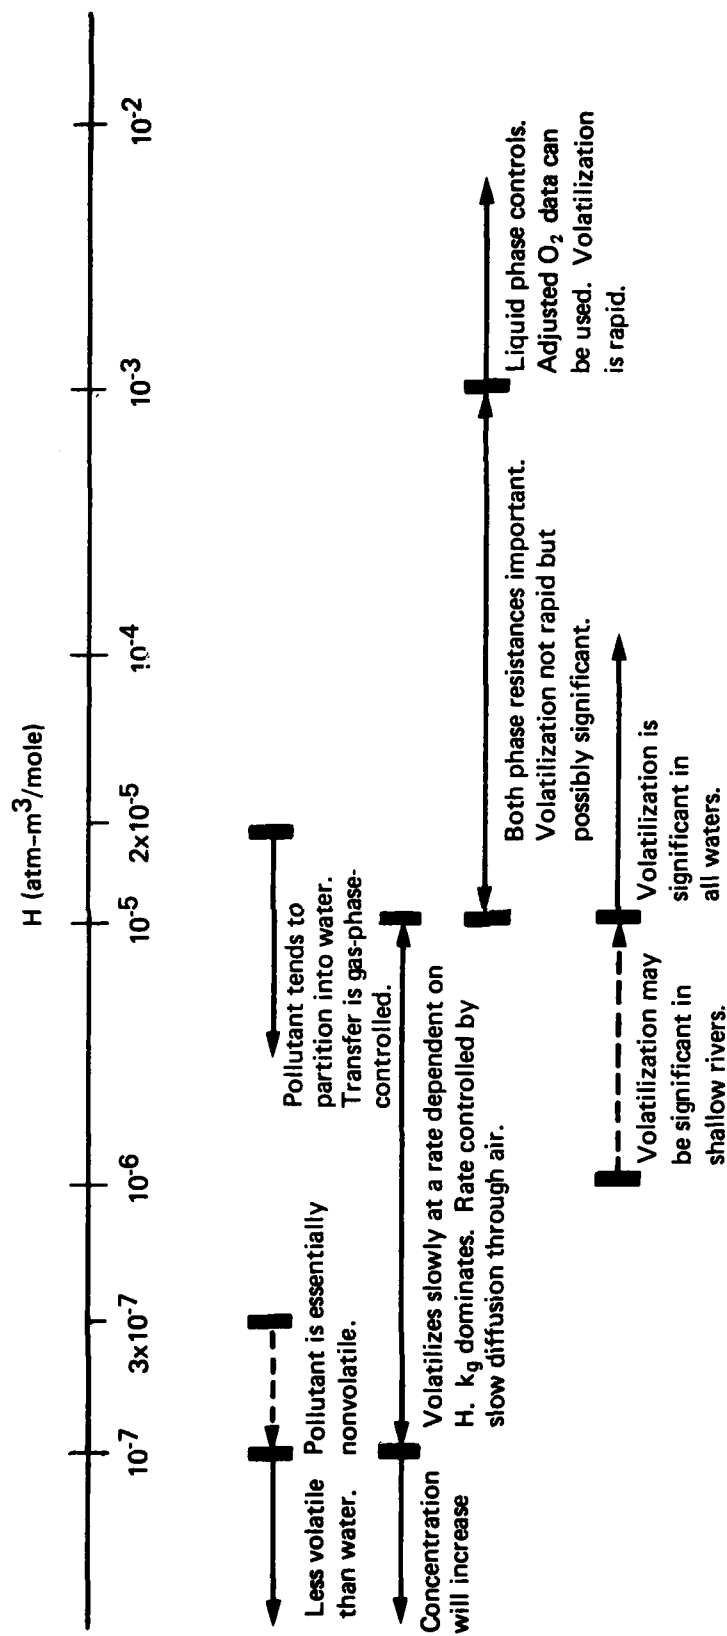 H (atm-m³/mole)
10⁻⁷
3x10⁻⁷
10⁻⁶
10⁻⁵
2x10⁻⁵
10⁻⁴
10⁻³
10⁻²
Less volatile
than water.
Pollutant is essentially
nonvolatile.
Pollutant tends to
partition into water.
Transfer is gas-phase-
controlled.
Concentration
will increase
Volatilizes slowly at a rate dependent on
H. kg dominates. Rate controlled by
slow diffusion through air.
Both phase resistances important.
Volatilization not rapid but
possibly significant.
Liquid phase controls.
Adjusted O₂ data can
be used. Volatilization
is rapid.
Volatilization may
be significant in
shallow rivers.
Volatilization is
significant in
all waters.